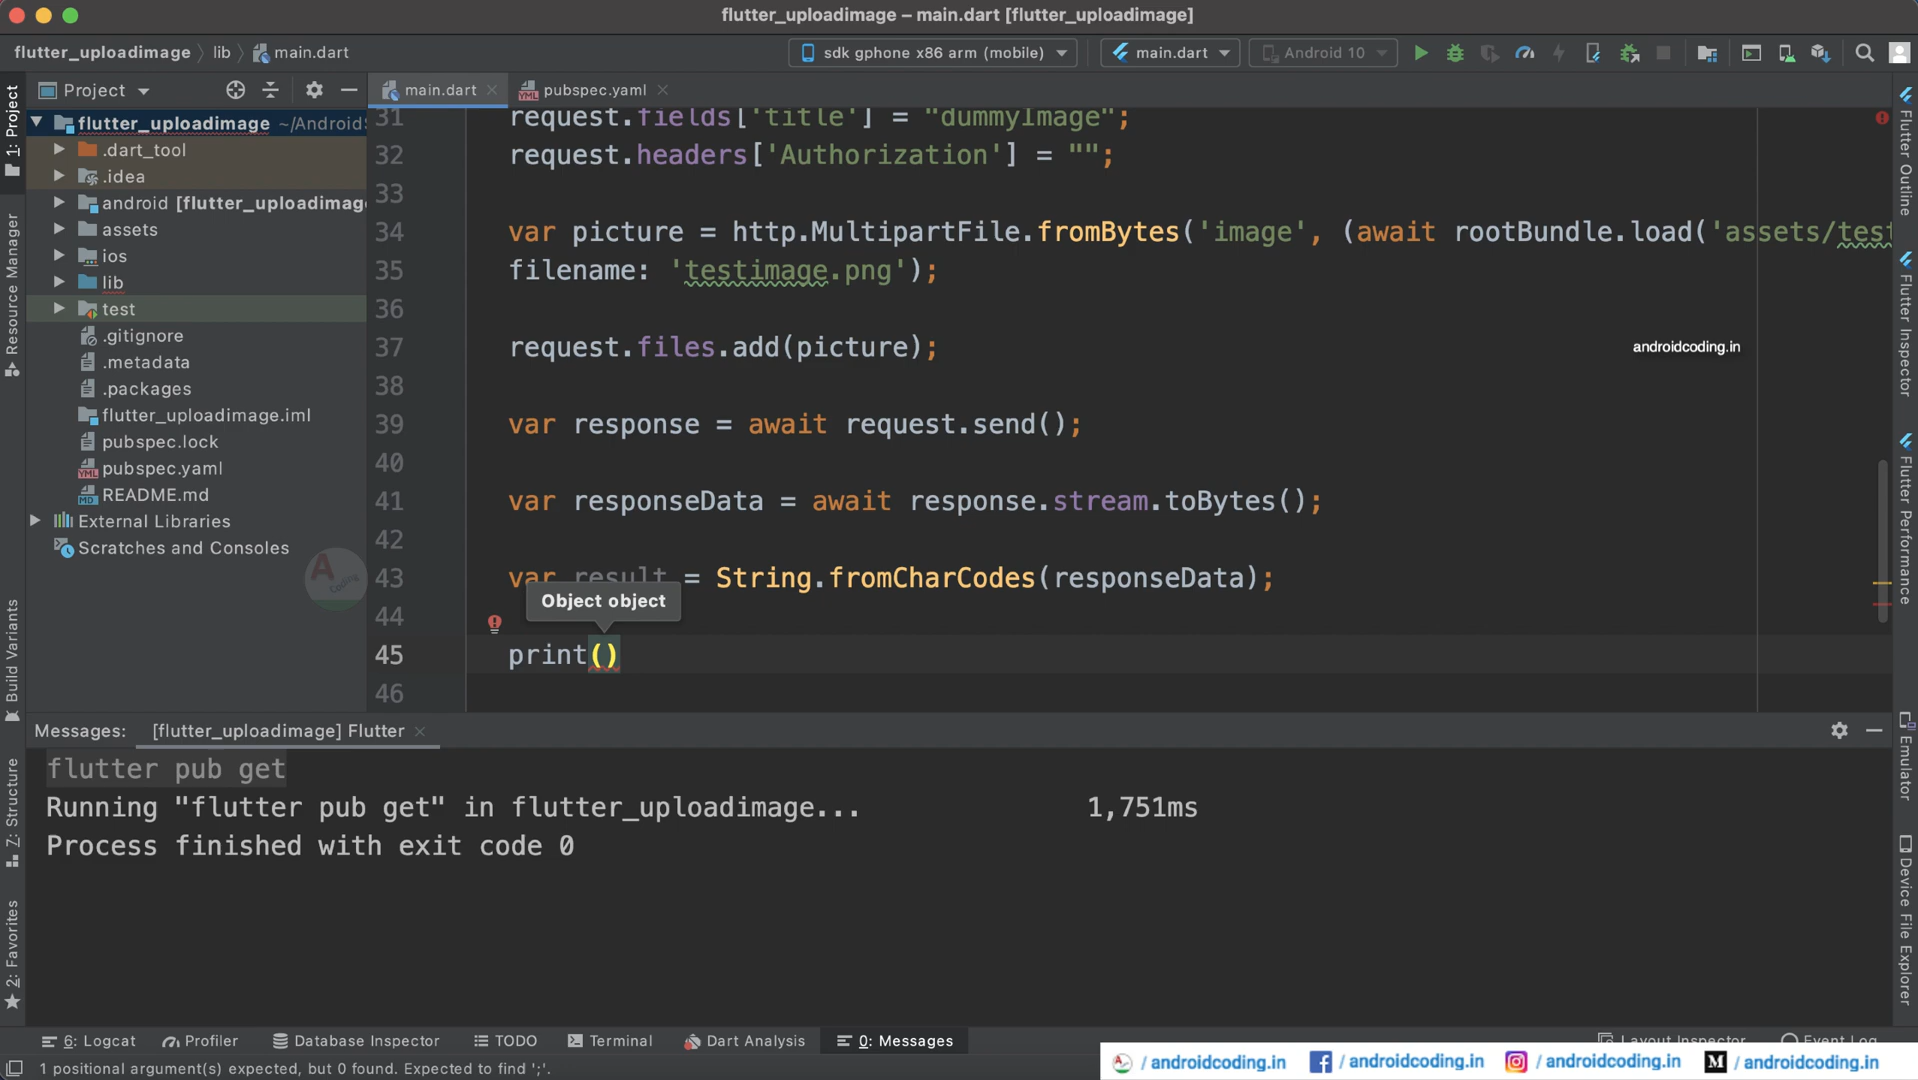 flutter_uploadimage – main.dart [flutter_uploadimage]
flutter_uploadimage lib main.dart
sdk gphone x86 arm (mobile) main.dart Android 10
Project main.dart pubspec.yaml
1: Project
Resource Manager
Build Variants
Z: Structure
2: Favorites
flutter_uploadimage ~/Android
.dart_tool
.idea
android [flutter_uploadimag
assets
ios
lib
test
.gitignore
.metadata
.packages
flutter_uploadimage.iml
pubspec.lock
pubspec.yaml
README.md
External Libraries
Scratches and Consoles
A Coding
31 request.fields['title'] = "dummyImage";
32 request.headers['Authorization'] = "";
33
34 var picture = http.MultipartFile.fromBytes('image', (await rootBundle.load('assets/test
35 filename: 'testimage.png');
36
37 request.files.add(picture);
androidcoding.in
38
39 var response = await request.send();
40
41 var responseData = await response.stream.toBytes();
42
43 var result = String.fromCharCodes(responseData);
Object object
44
45 print()
46
Flutter Outline
Flutter Inspector
Flutter Performance
Emulator
Device File Explorer
Messages: [flutter_uploadimage] Flutter
flutter pub get
Running "flutter pub get" in flutter_uploadimage... 1,751ms
Process finished with exit code 0
6: Logcat Profiler Database Inspector TODO Terminal Dart Analysis 0: Messages Layout Inspector Event Log
1 positional argument(s) expected, but 0 found. Expected to find ';'.
/ androidcoding.in / androidcoding.in / androidcoding.in / androidcoding.in